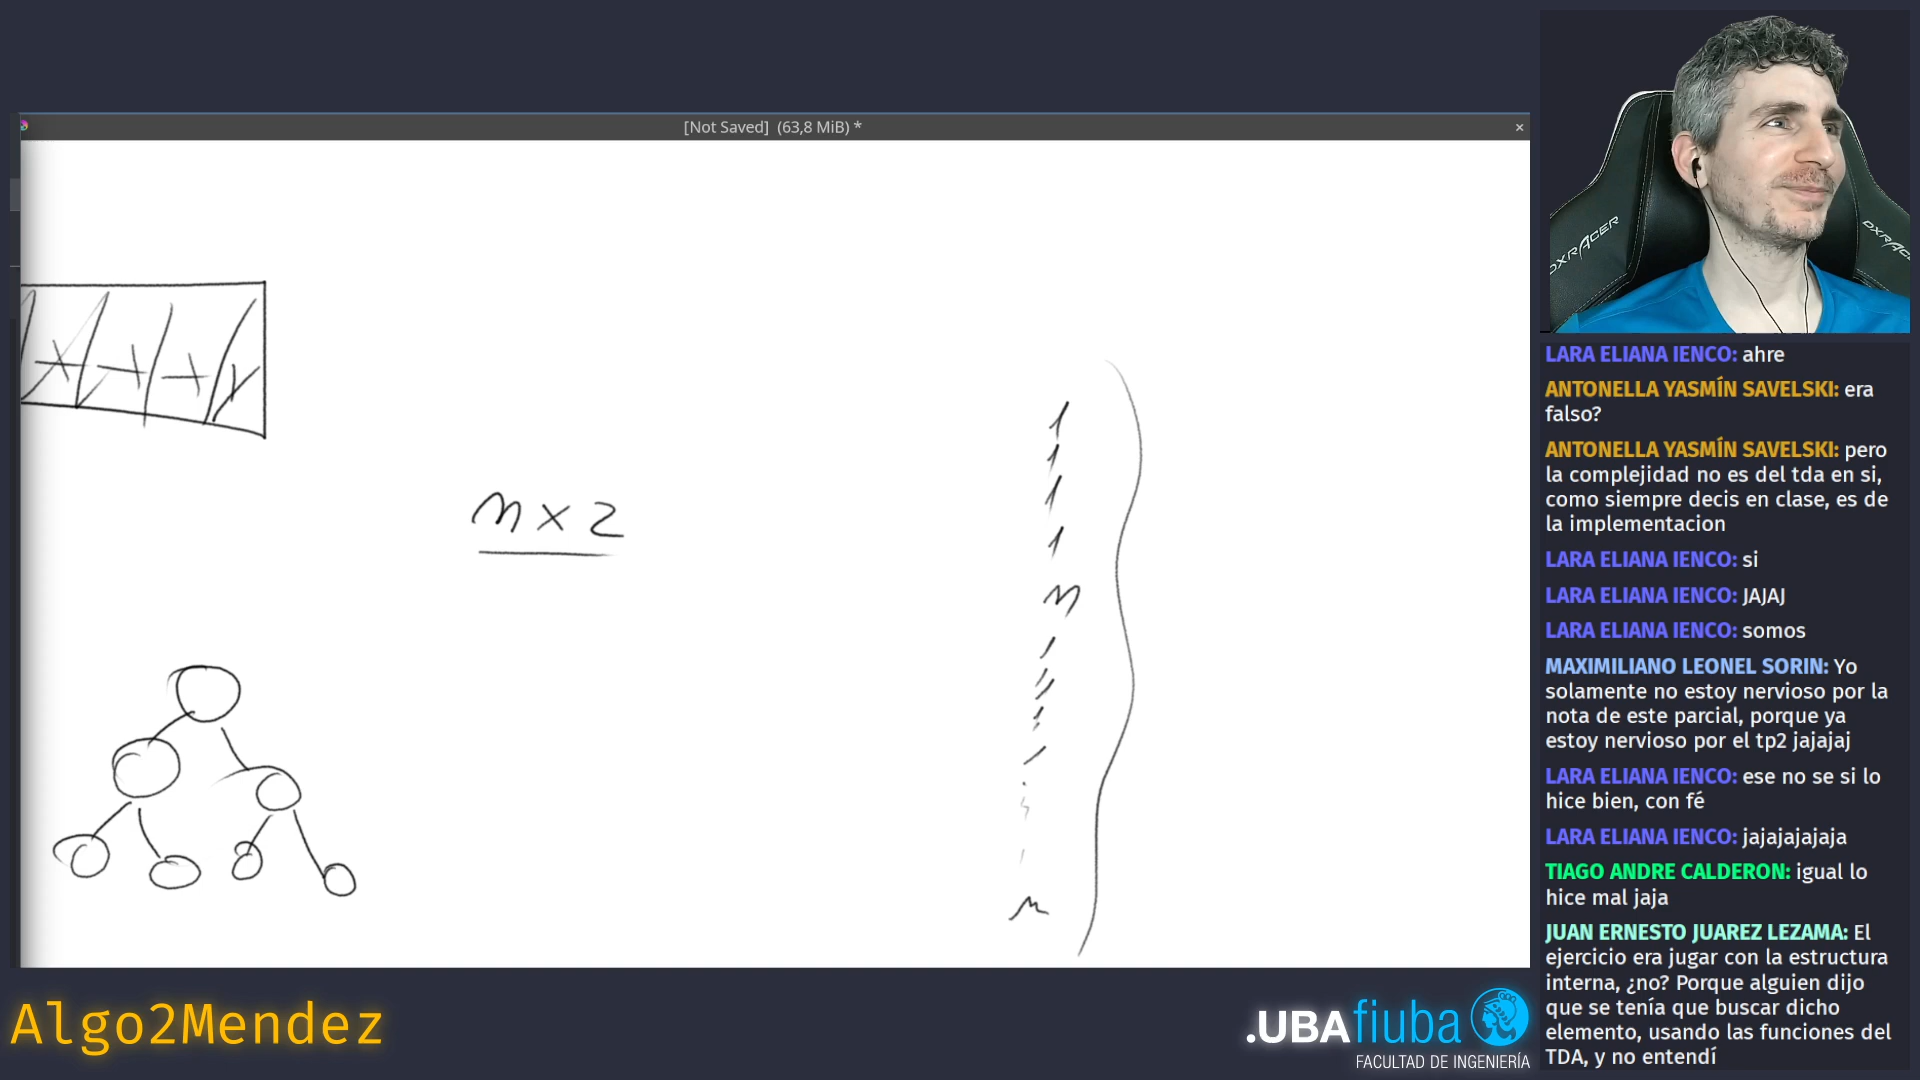 [Not Saved] (63,8 MiB) *
×
n x 2
1
1
1
1
n
n
DXRACER
LARA ELIANA IENCO: ahre
ANTONELLA YASMÍN SAVELSKI: era
falso?
ANTONELLA YASMÍN SAVELSKI: pero
la complejidad no es del tda en si,
como siempre decis en clase, es de
la implementacion
LARA ELIANA IENCO: si
LARA ELIANA IENCO: JAJAJ
LARA ELIANA IENCO: somos
MAXIMILIANO LEONEL SORIN: Yo
solamente no estoy nervioso por la
nota de este parcial, porque ya
estoy nervioso por el tp2 jajajaj
LARA ELIANA IENCO: ese no se si lo
hice bien, con fé
LARA ELIANA IENCO: jajajajajaja
TIAGO ANDRE CALDERON: igual lo
hice mal jaja
JUAN ERNESTO JUAREZ LEZAMA: El
ejercicio era jugar con la estructura
interna, ¿no? Porque alguien dijo
que se tenía que buscar dicho
elemento, usando las funciones del
TDA, y no entendí
Algo2Mendez
.UBAfiuba
FACULTAD DE INGENIERÍA